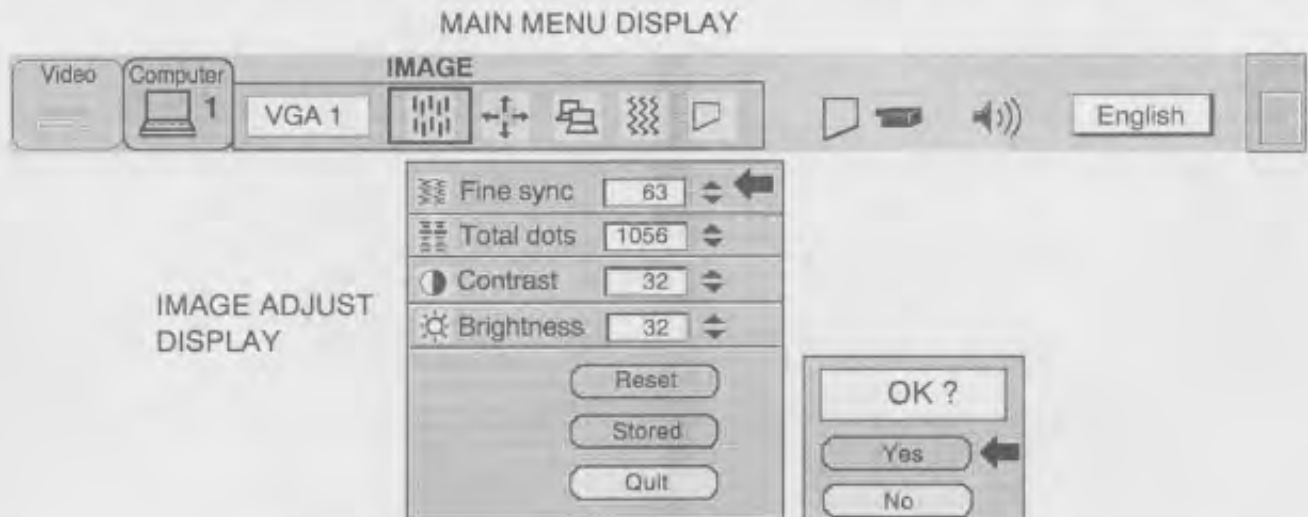 MAIN MENU DISPLAY
IMAGE
Video Computer
1 VGA 1 English
Fine sync 63
Total dots 1056
Contrast 32
Brightness 32
IMAGE ADJUST
DISPLAY
Reset
Stored
Quit
OK ?
Yes
No